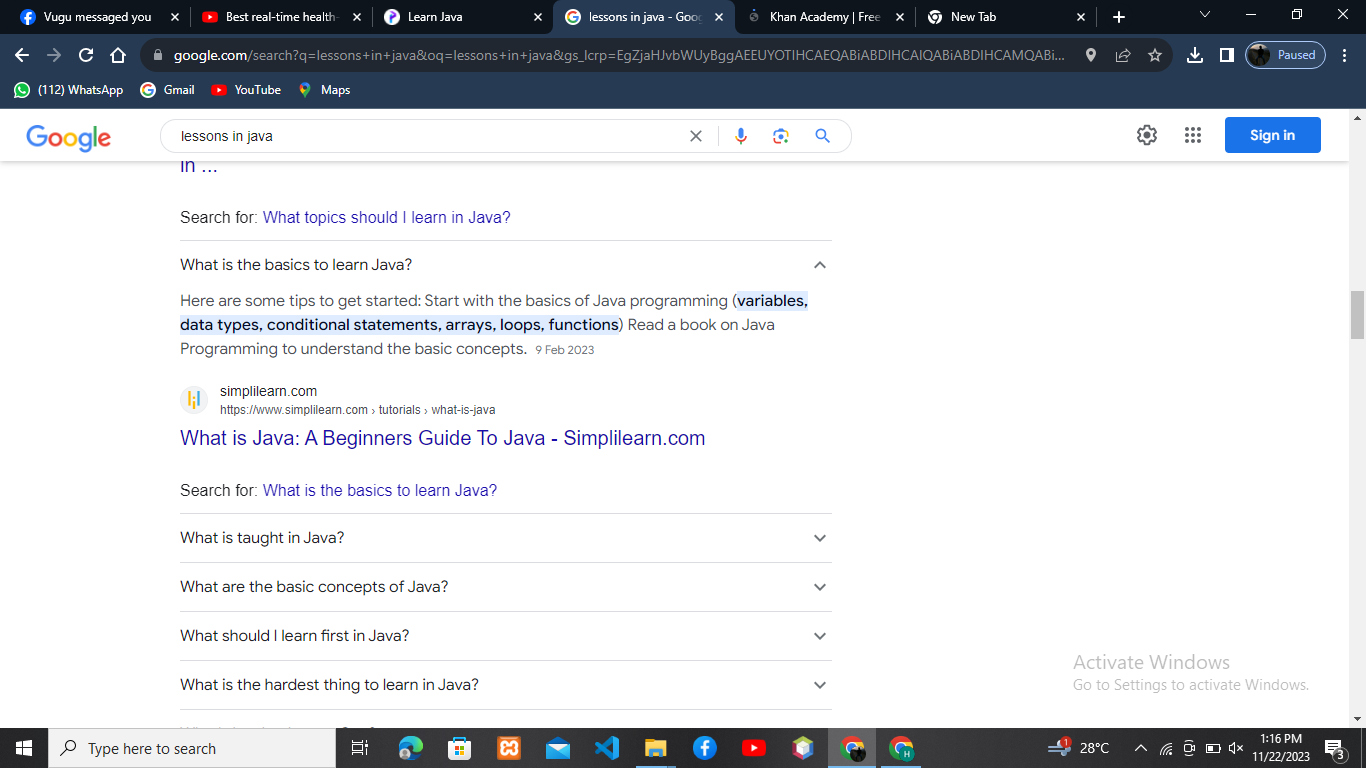 Vugu messaged you
Best real-time health-
Learn Java
lessons in java - Goog
Khan Academy | Free
New Tab
google.com/search?q=lessons+in+java&oq=lessons+in+java&gs_lcrp=EgZjaHJvbWUyBggAEEUYOTIHCAEQABiABDIHCAIQABiABDIHCAMQABi...
Paused
(112) WhatsApp
Gmail
YouTube
Maps
Google
lessons in java
Sign in
in ...
Search for: What topics should I learn in Java?
What is the basics to learn Java?
Here are some tips to get started: Start with the basics of Java programming (variables,
data types, conditional statements, arrays, loops, functions) Read a book on Java
Programming to understand the basic concepts. 9 Feb 2023
simplilearn.com
https://www.simplilearn.com › tutorials › what-is-java
What is Java: A Beginners Guide To Java - Simplilearn.com
Search for: What is the basics to learn Java?
What is taught in Java?
What are the basic concepts of Java?
What should I learn first in Java?
What is the hardest thing to learn in Java?
Activate Windows
Go to Settings to activate Windows.
Type here to search
H
1
28°C
1:16 PM
11/22/2023
3